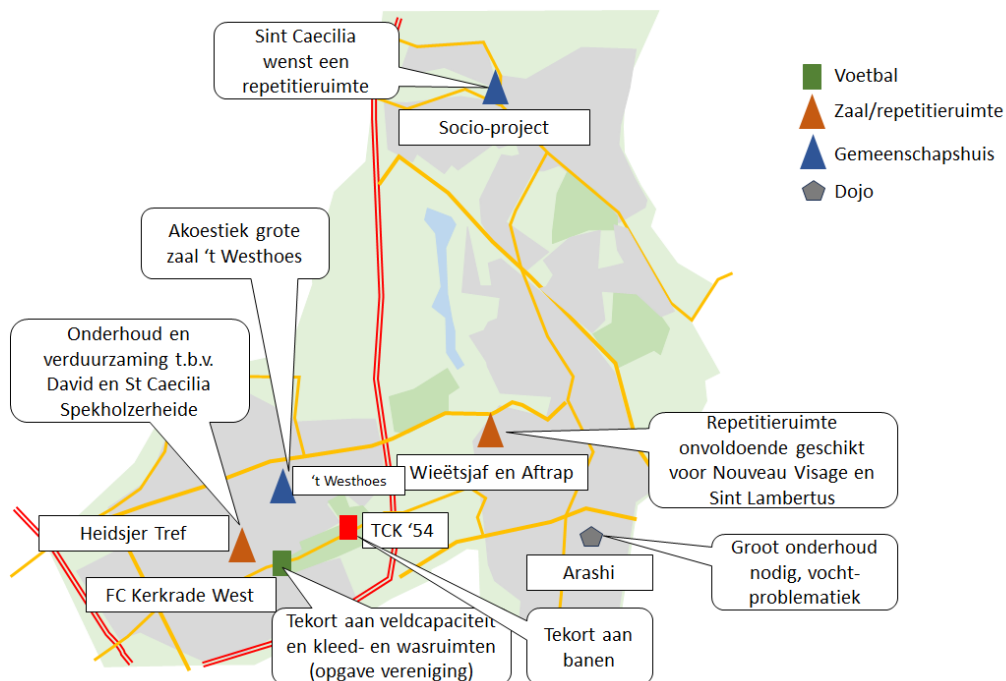 Sint Caecilia
wenst een
repetitieruimte
Socio-project
Voetbal
Zaal/repetitieruimte
Gemeenschapshuis
Dojo
Akoestiek grote
zaal ‘t Westhoes
Onderhoud en
verduurzaming t.b.v.
David en St Caecilia
Spekholzerheide
Repetitieruimte
onvoldoende geschikt
voor Nouveau Visage en
Sint Lambertus
‘t Westhoes
Wieëtsjaf en Aftrap
Heidsjer Tref
TCK ‘54
Arashi
Groot onderhoud
nodig, vocht-
problematiek
FC Kerkrade West
Tekort aan veldcapaciteit
en kleed- en wasruimten
(opgave vereniging)
Tekort aan
banen